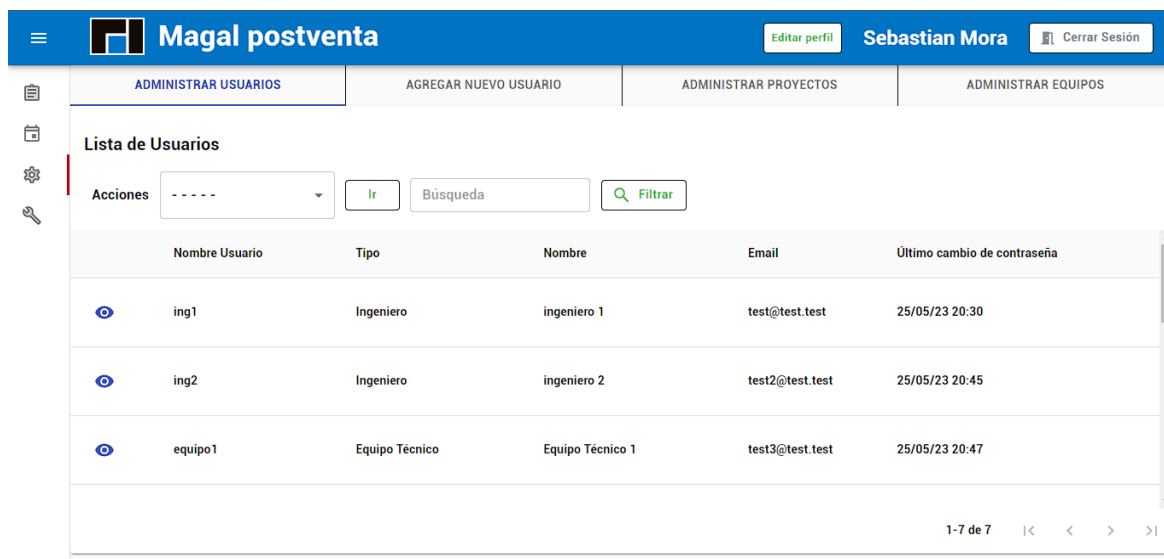 Magal postventa Editar perfil Sebastian Mora Cerrar Sesión
ADMINISTRAR USUARIOS AGREGAR NUEVO USUARIO ADMINISTRAR PROYECTOS ADMINISTRAR EQUIPOS
Lista de Usuarios
Acciones - - - - - Ir Búsqueda Filtrar
Nombre Usuario Tipo Nombre Email Último cambio de contraseña
ing1 Ingeniero ingeniero 1 test@test.test 25/05/23 20:30
ing2 Ingeniero ingeniero 2 test2@test.test 25/05/23 20:45
equipo1 Equipo Técnico Equipo Técnico 1 test3@test.test 25/05/23 20:47
1-7 de 7